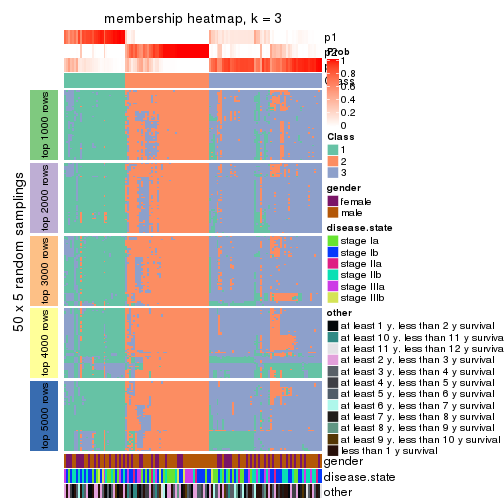 membership heatmap, k = 3
p1
p2
p3
Class
Prob
1
0.8
0.6
0.4
0.2
0
Class
1
2
3
gender
female
male
disease.state
stage Ia
stage Ib
stage IIa
stage IIb
stage IIIa
stage IIIb
other
at least 1 y. less than 2 y survival
at least 10 y. less than 11 y survival
at least 11 y. less than 12 y survival
at least 2 y. less than 3 y survival
at least 3 y. less than 4 y survival
at least 4 y. less than 5 y survival
at least 5 y. less than 6 y survival
at least 6 y. less than 7 y survival
at least 7 y. less than 8 y survival
at least 8 y. less than 9 y survival
at least 9 y. less than 10 y survival
less than 1 y survival
50 x 5 random samplings
top 1000 rows
top 2000 rows
top 3000 rows
top 4000 rows
top 5000 rows
gender
disease.state
other